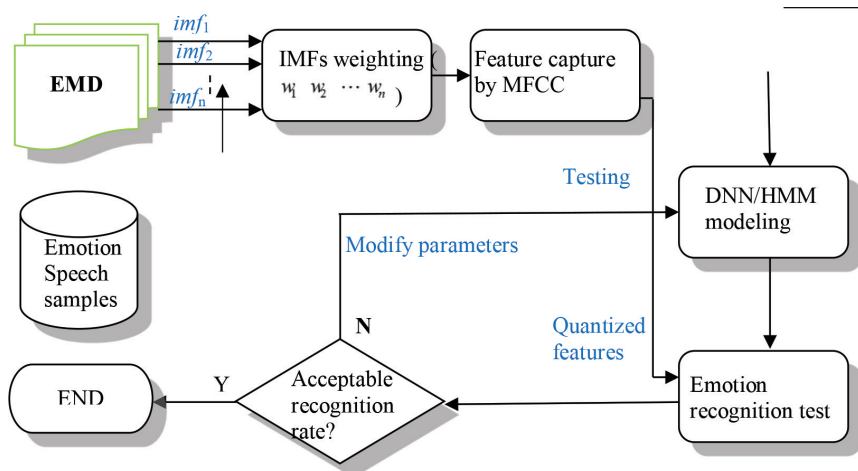 EMD
imf1
imf2
imfn
IMFs weighting (
w1 w2 ⋯ wn )
Feature capture
by MFCC
Testing
DNN/HMM
modeling
Emotion
Speech
samples
Modify parameters
N
Quantized
features
Y
END
Acceptable
recognition
rate?
Emotion
recognition test